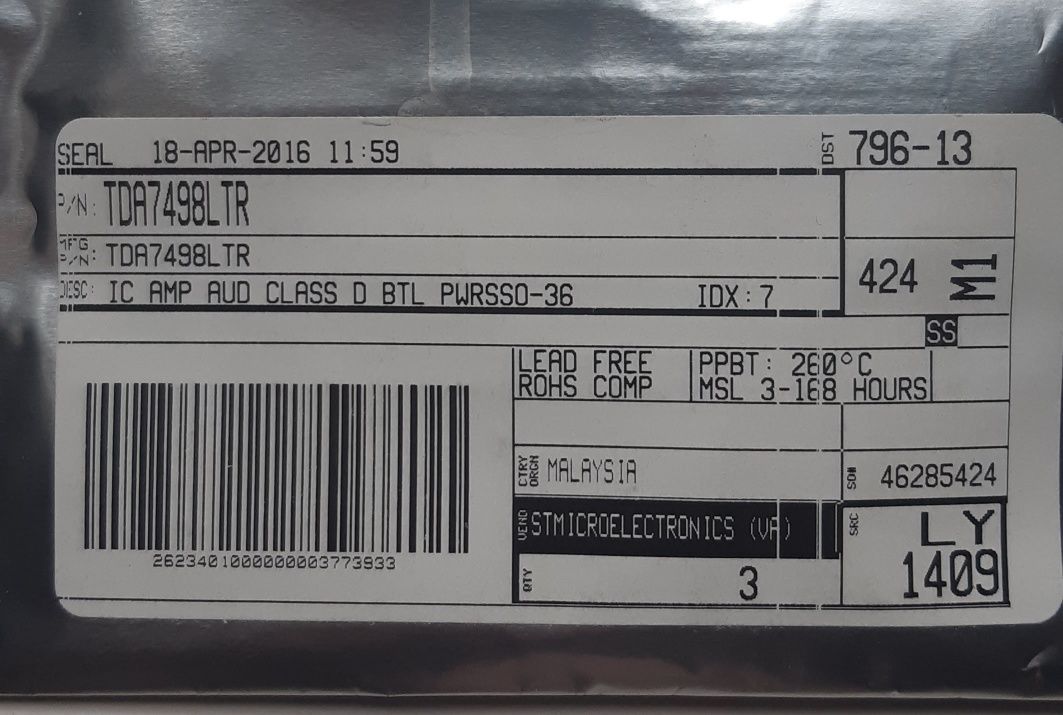 SEAL 18-APR-2016 11:59 DST 796-13
P/N: TDA7498LTR
MFG P/N: TDA7498LTR
424 M1
DESC: IC AMP AUD CLASS D BTL PWRSSO-36 IDX:7
SS
LEAD FREE PPBT: 260°C
ROHS COMP MSL 3-168 HOURS
CTRY ORGN MALAYSIA SO# 46285424
VEND STMICROELECTRONICS (VA) SRC LY
QTY 3 1409
262340100000003773933